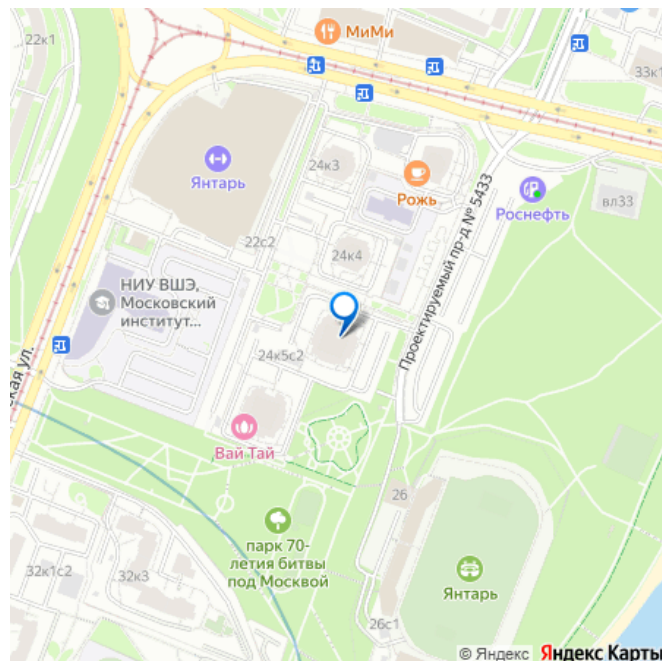 22к1
МиМи
33к1
24к3
Янтарь
Рожь
Роснефть
вл33
22с2
24к4
Проектируемый пр-д № 5433
НИУ ВШЭ,
Московский
институт...
24к5с2
ская ул.
Вай Тай
26
парк 70-
летия битвы
под Москвой
32к1с2
32к3
Янтарь
26с1
© Яндекс Яндекс Карты